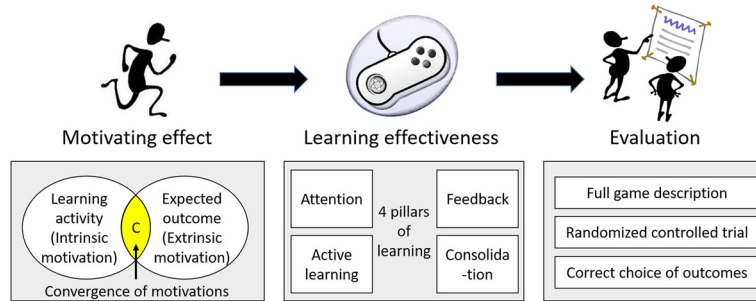 Motivating effect
Learning effectiveness
Evaluation
Learning
activity
(Intrinsic
motivation)
C
Expected
outcome
(Extrinsic
motivation)
Convergence of motivations
Attention
Feedback
4 pillars
of
learning
Active
learning
Consolida
-tion
Full game description
Randomized controlled trial
Correct choice of outcomes